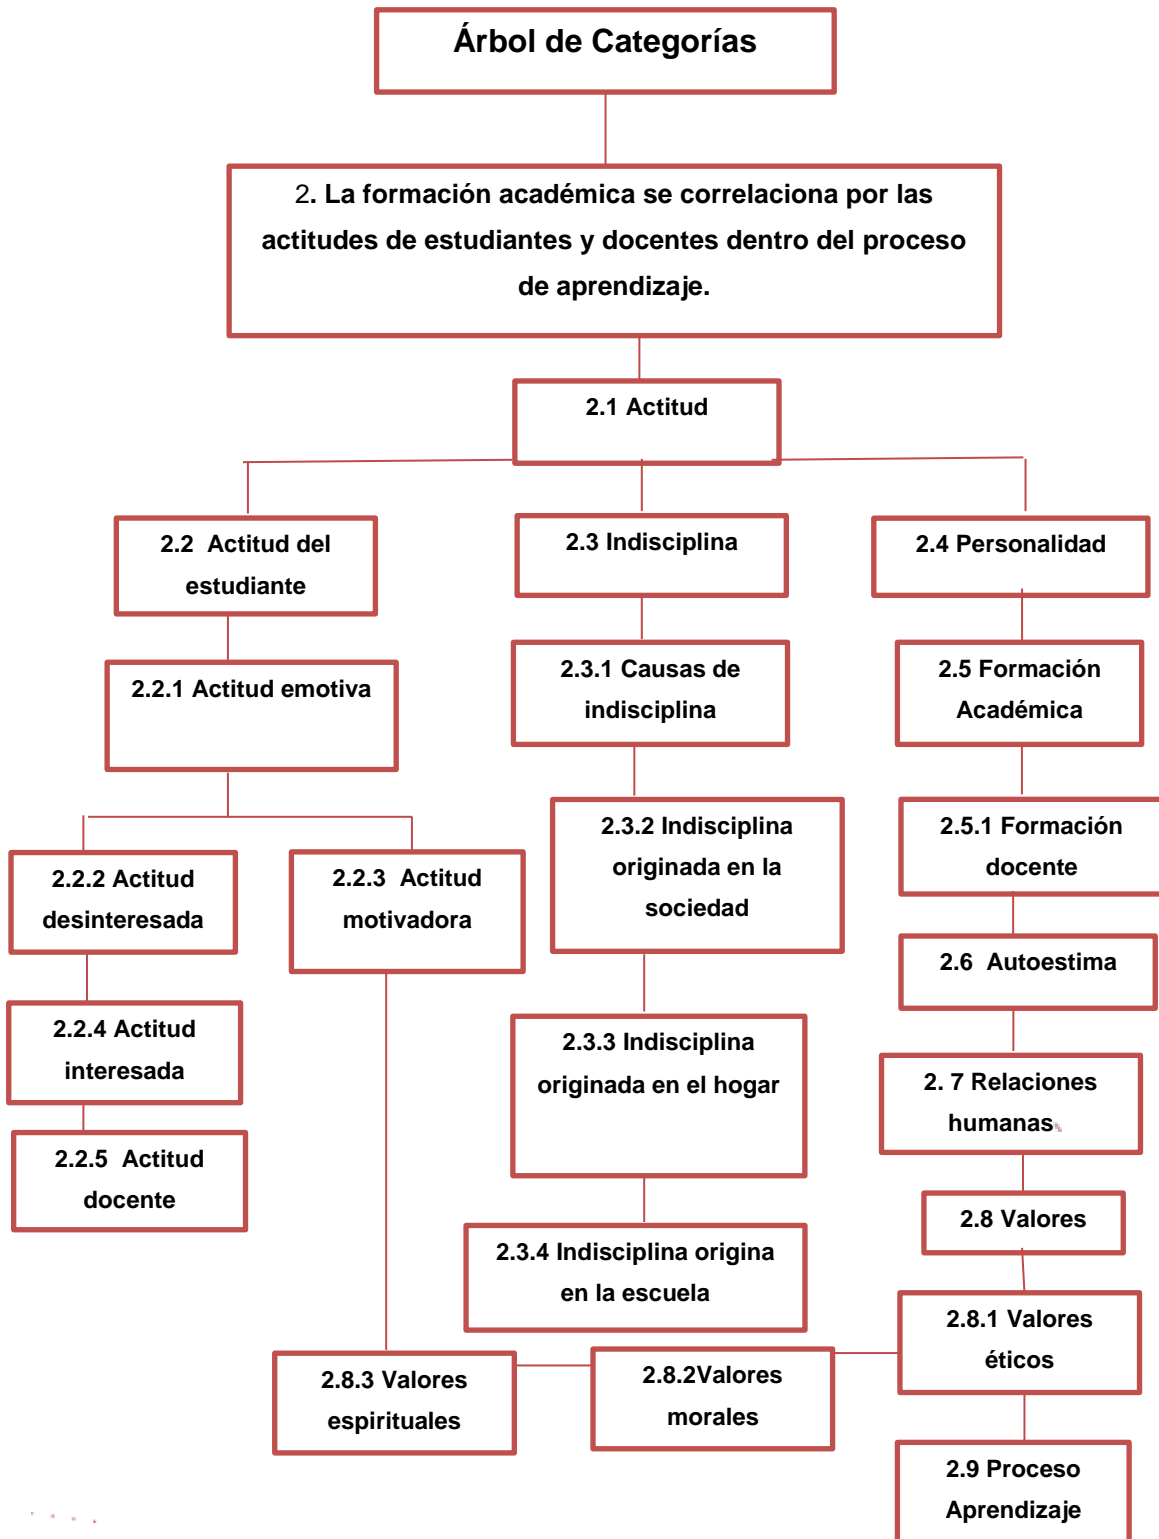 Árbol de Categorías
2. La formación académica se correlaciona por las
actitudes de estudiantes y docentes dentro del proceso
de aprendizaje.
2.1 Actitud
2.2 Actitud del
estudiante
2.3 Indisciplina
2.4 Personalidad
2.2.1 Actitud emotiva
2.3.1 Causas de
indisciplina
2.5 Formación
Académica
2.2.2 Actitud
desinteresada
2.2.3 Actitud
motivadora
2.3.2 Indisciplina
originada en la
sociedad
2.5.1 Formación
docente
2.6 Autoestima
2.2.4 Actitud
interesada
2.3.3 Indisciplina
originada en el hogar
2. 7 Relaciones
humanas
2.2.5 Actitud
docente
2.8 Valores
2.3.4 Indisciplina origina
en la escuela
2.8.1 Valores
éticos
2.8.3 Valores
espirituales
2.8.2Valores
morales
2.9 Proceso
Aprendizaje